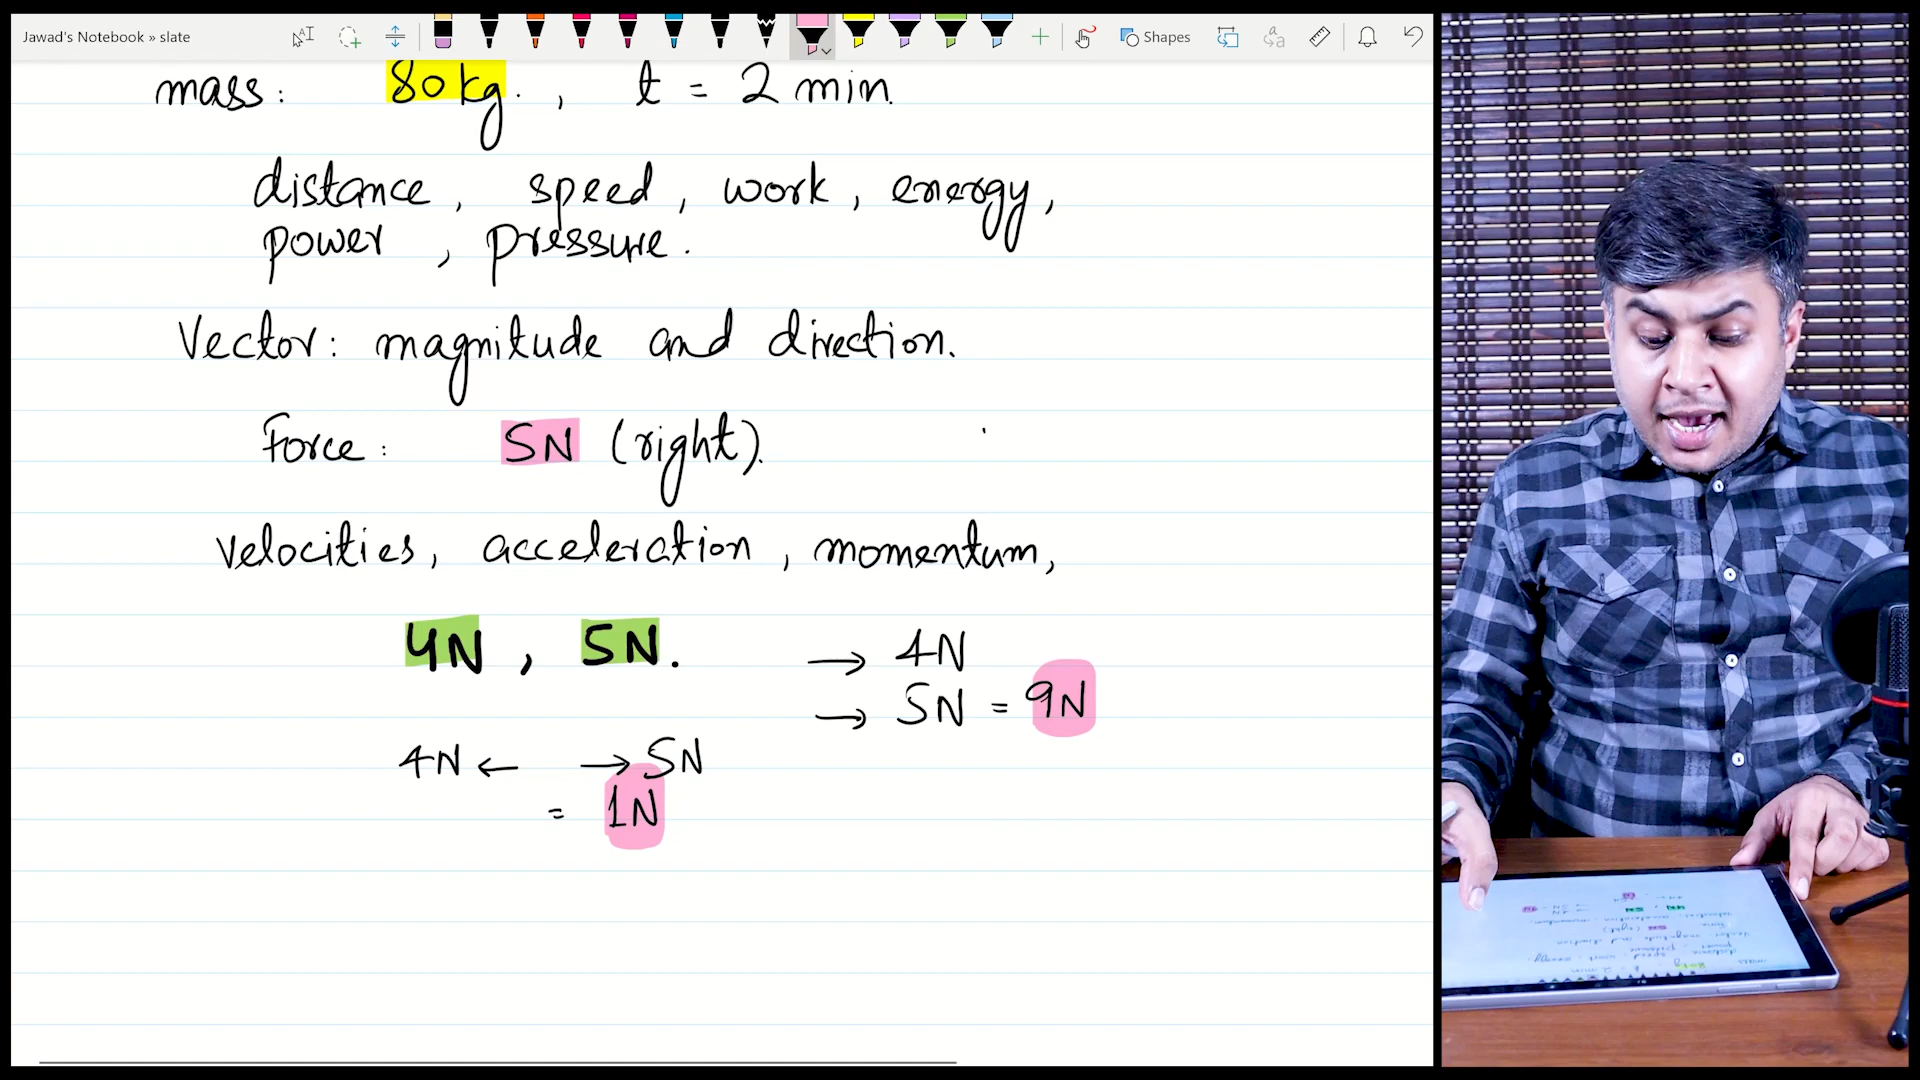 Jawad's Notebook » slate
Shapes
mass: 80 kg. , t = 2 min.
distance, speed, work, energy,
power, pressure.
Vector: magnitude and direction.
Force: 5N (right).
velocities, acceleration, momentum,
4N, 5N.
→ 4N
→ 5N = 9N
4N ← → 5N
= 1N